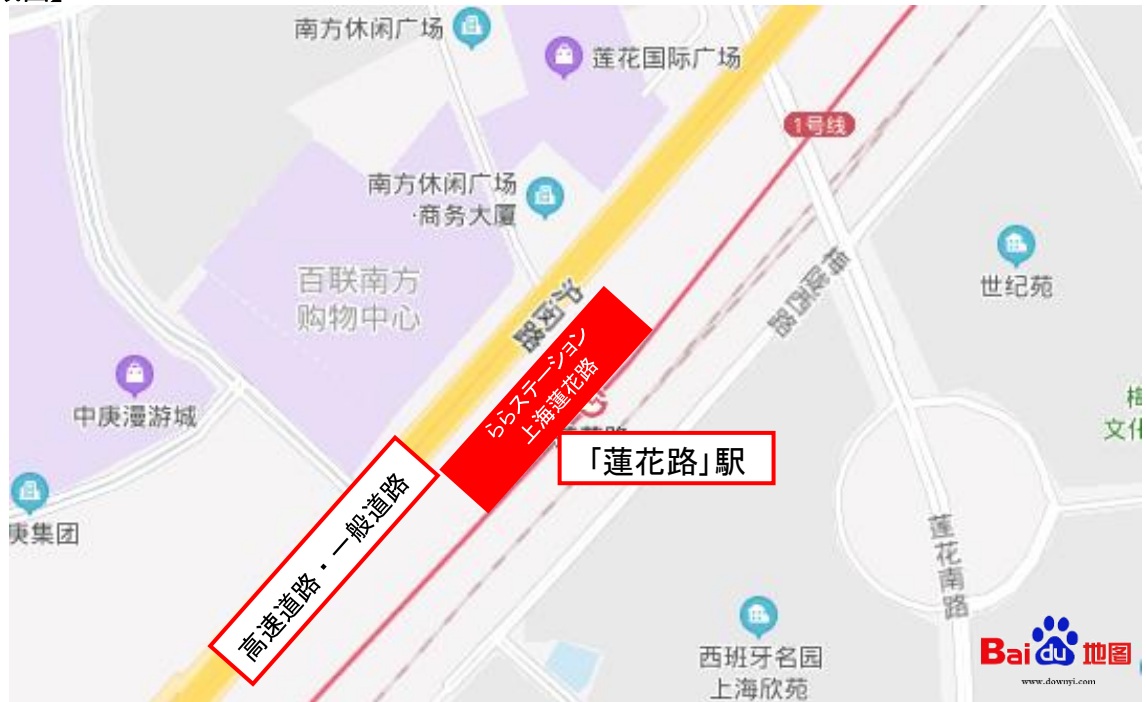 南方休闲广场
莲花国际广场
1号线
南方休闲广场
·商务大厦
梅陇西路
世纪苑
百联南方
购物中心
沪闵路
ららステーション
上海蓮花路
中庚漫游城
文化
「蓮花路」駅
高速道路・一般道路
庚集团
莲花南路
西班牙名园
上海欣苑
Bai du 地图
www.downyi.com